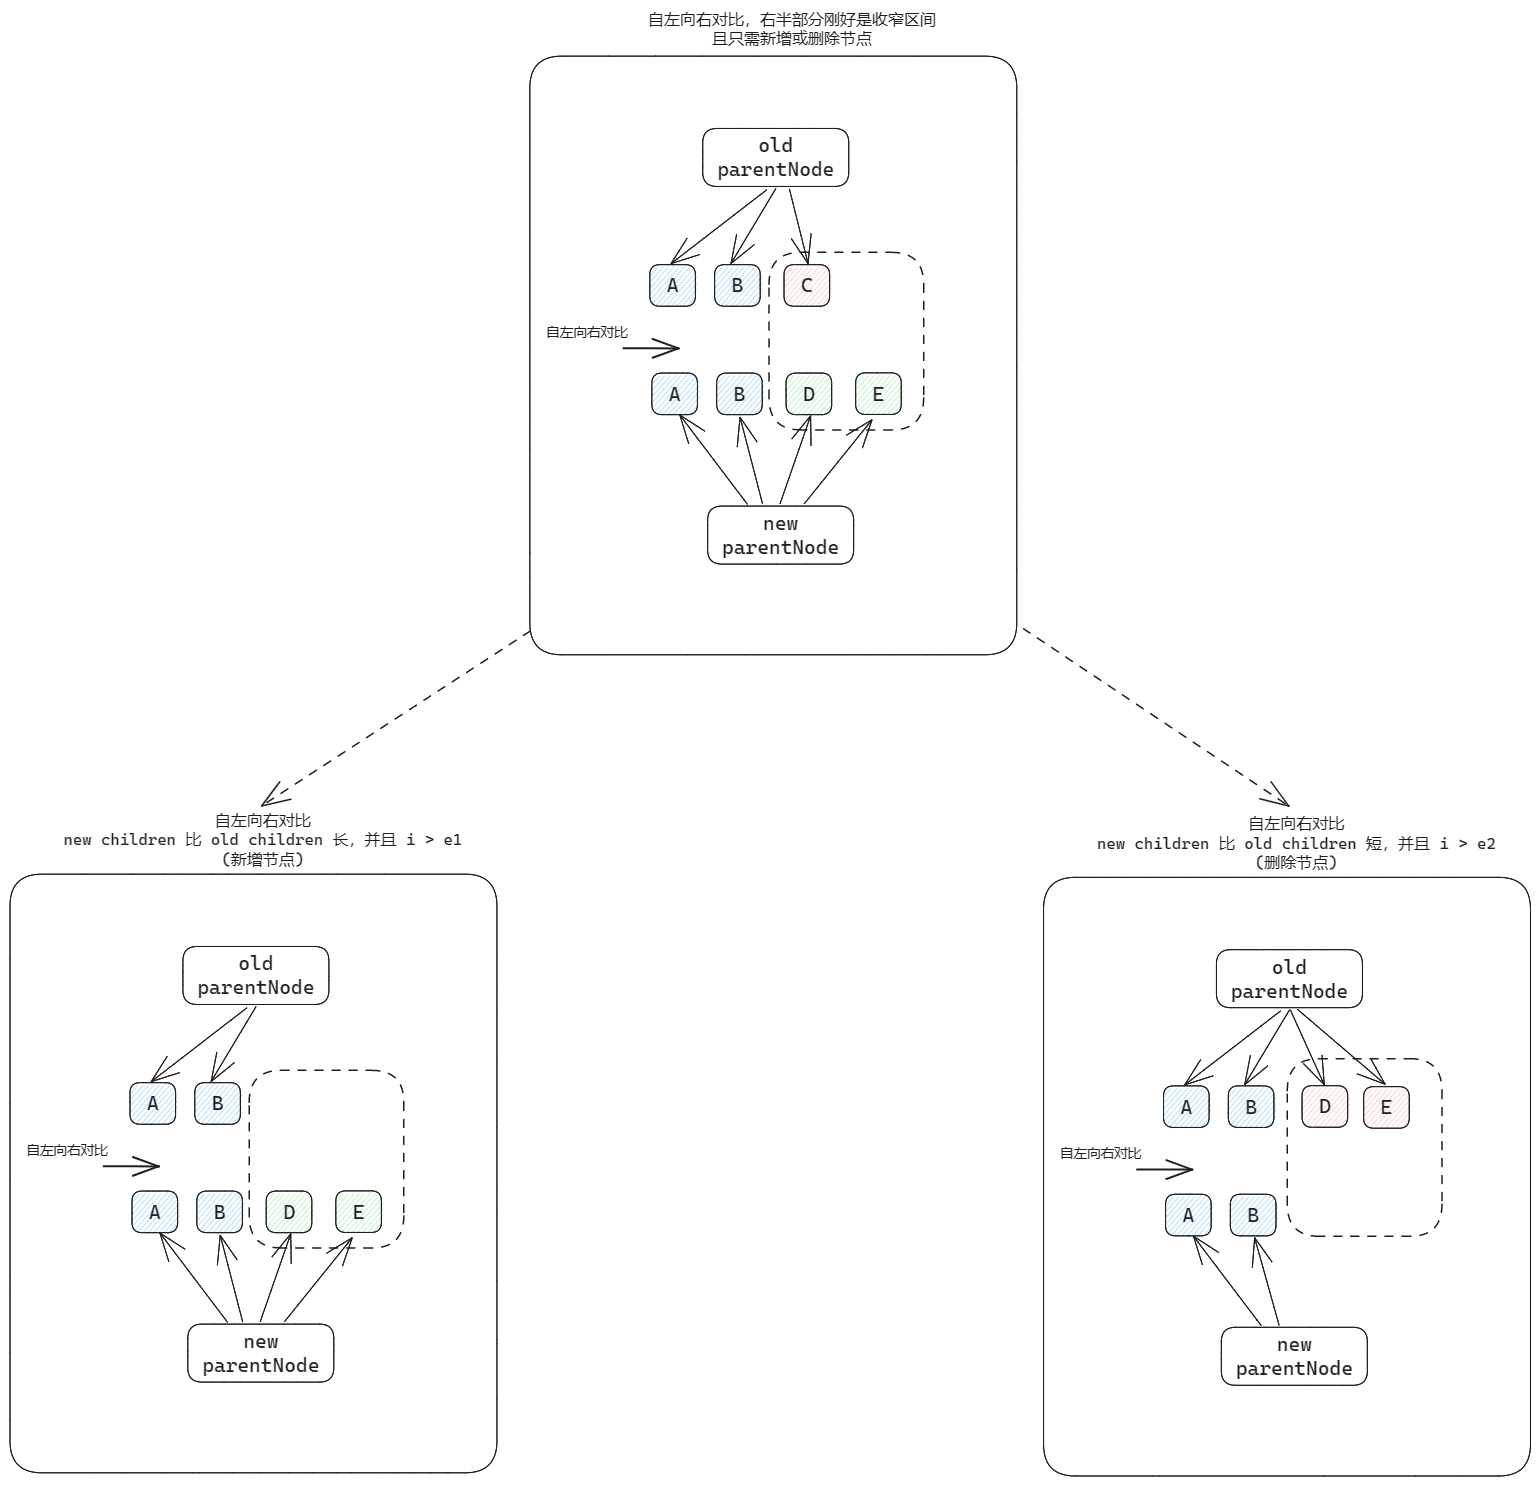 自左向右对比，右半部分刚好是收窄区间
且只需新增或删除节点
old
parentNode
A
B
C
自左向右对比
A
B
D
E
new
parentNode
自左向右对比
new children 比 old children 长，并且 i > e1
（新增节点）
old
parentNode
A
B
自左向右对比
A
B
D
E
new
parentNode
自左向右对比
new children 比 old children 短，并且 i > e2
（删除节点）
old
parentNode
A
B
D
E
自左向右对比
A
B
new
parentNode